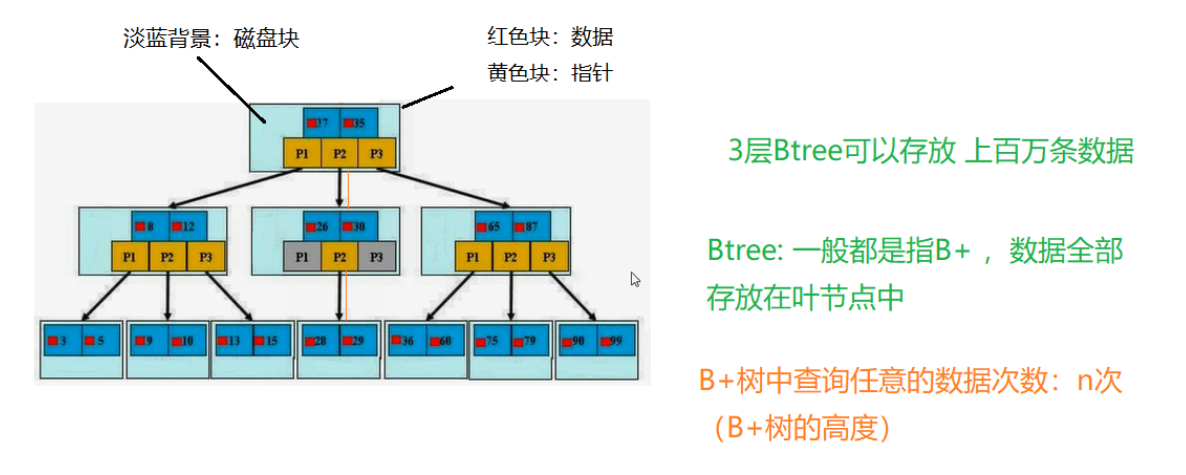 淡蓝背景：磁盘块
红色块：数据
黄色块：指针
17 35
P1 P2 P3
3层Btree可以存放 上百万条数据
8 12
26 30
65 87
P1 P2 P3
P1 P2 P3
P1 P2 P3
Btree: 一般都是指B+ ，数据全部
存放在叶节点中
3 5
9 10
13 15
28 29
36 60
75 79
90 99
B+树中查询任意的数据次数：n次
（B+树的高度）